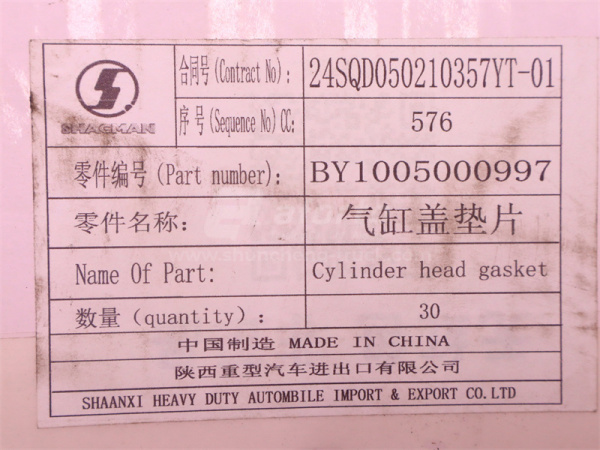 SHACMAN
合同号(Contract No):
24SQD050210357YT-01
序号(Sequence No)CC:
576
零件编号(Part number):
BY1005000997
零件名称:
气缸盖垫片
Name Of Part:
Cylinder head gasket
数量(quantity):
30
中国制造 MADE IN CHINA
陕西重型汽车进出口有限公司
SHAANXI HEAVY DUTY AUTOMBILE IMPORT & EXPORT CO.LTD